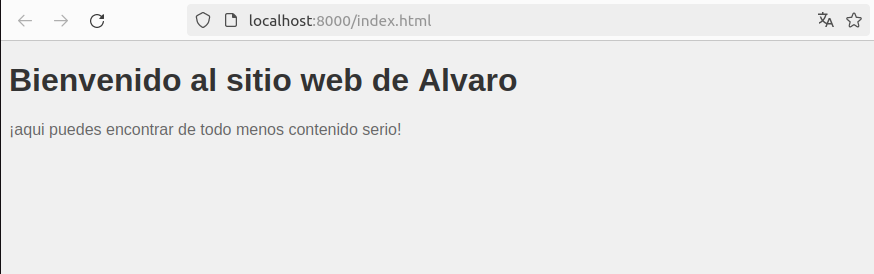 localhost:8000/index.html
Bienvenido al sitio web de Alvaro
¡aqui puedes encontrar de todo menos contenido serio!